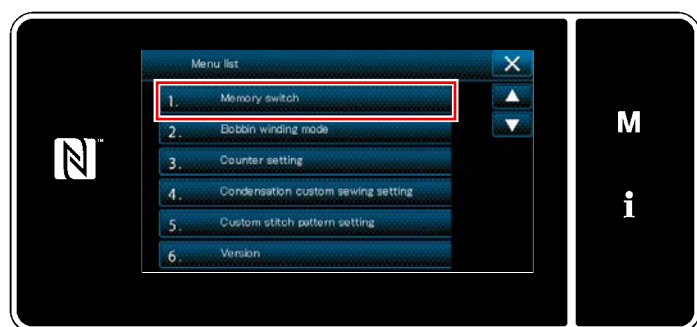 Menu list
1. Memory switch
2. Bobbin winding mode
3. Counter setting
4. Condensation custom sewing setting
5. Custom stitch pattern setting
6. Version
M
i